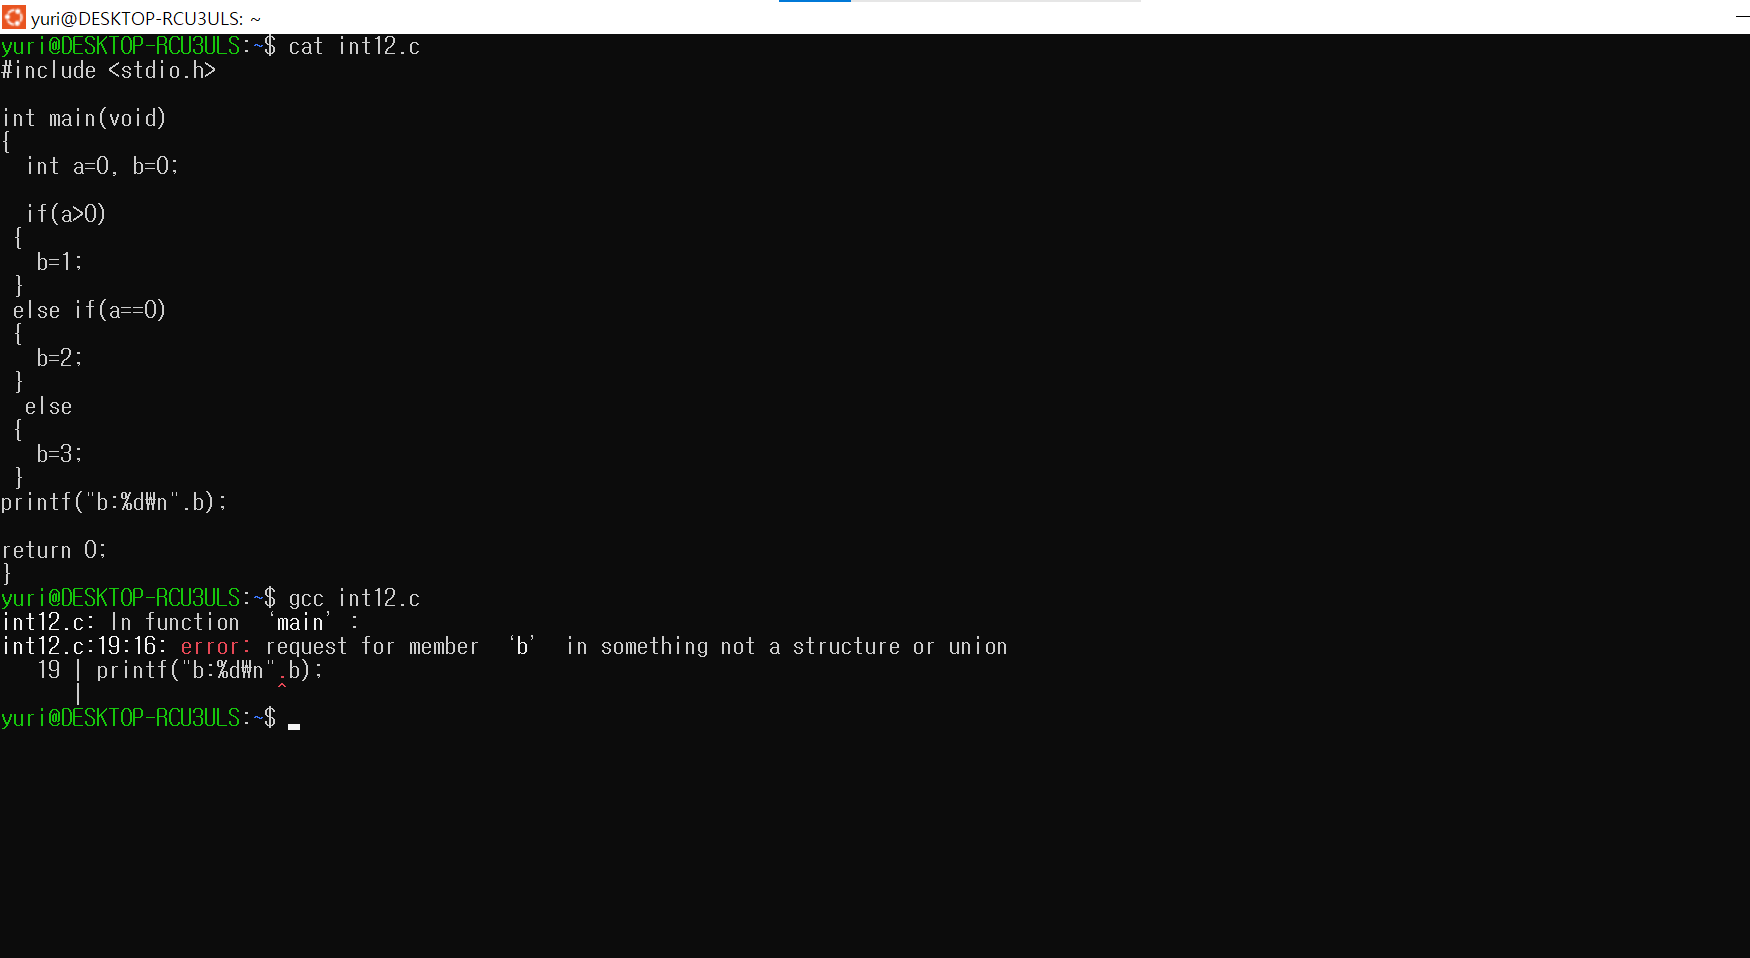 yuri@DESKTOP-RCU3ULS: ~
yuri@DESKTOP-RCU3ULS:~$ cat int12.c
#include <stdio.h>
int main(void)
{
int a=0, b=0;
if(a>0)
{
b=1;
}
else if(a==0)
{
b=2;
}
else
{
b=3;
}
printf("b:%d₩n".b);
return 0;
}
yuri@DESKTOP-RCU3ULS:~$ gcc int12.c
int12.c: In function ‘main’:
int12.c:19:16: error: request for member ‘b’ in something not a structure or union
19 | printf("b:%d₩n".b);
| ^
yuri@DESKTOP-RCU3ULS:~$